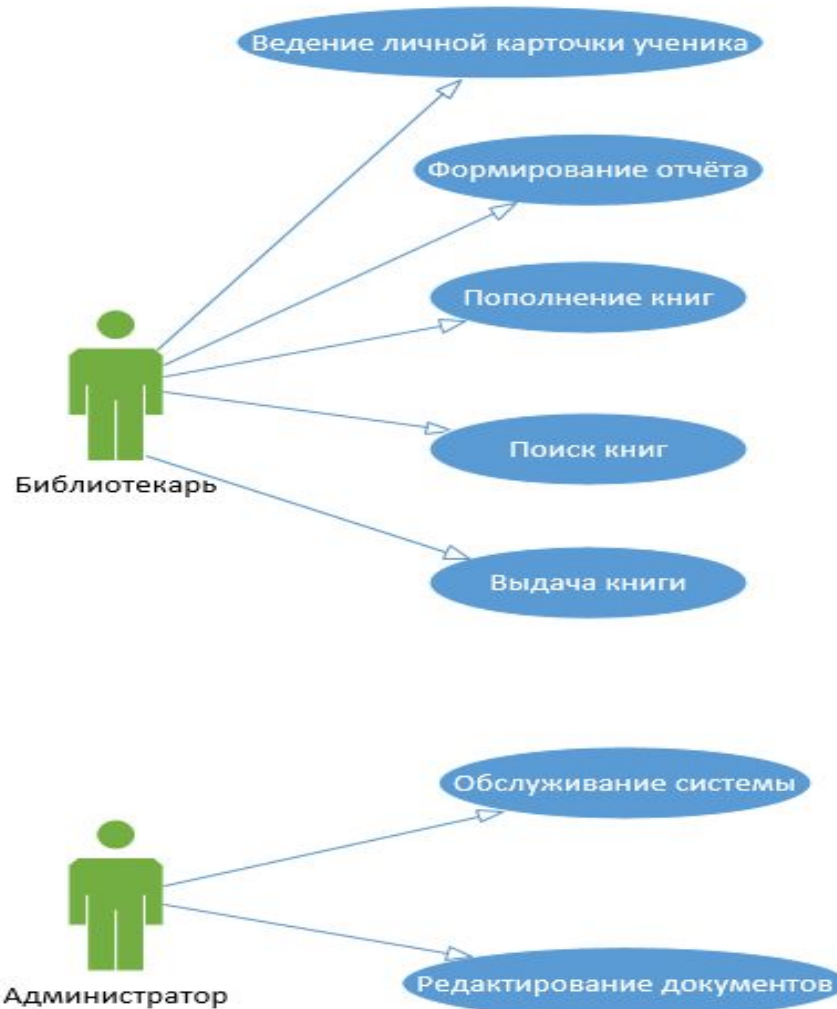 Ведение личной карточки ученика
Формирование отчёта
Пополнение книг
Поиск книг
Библиотекарь
Выдача книги
Обслуживание системы
Редактирование документов
Администратор